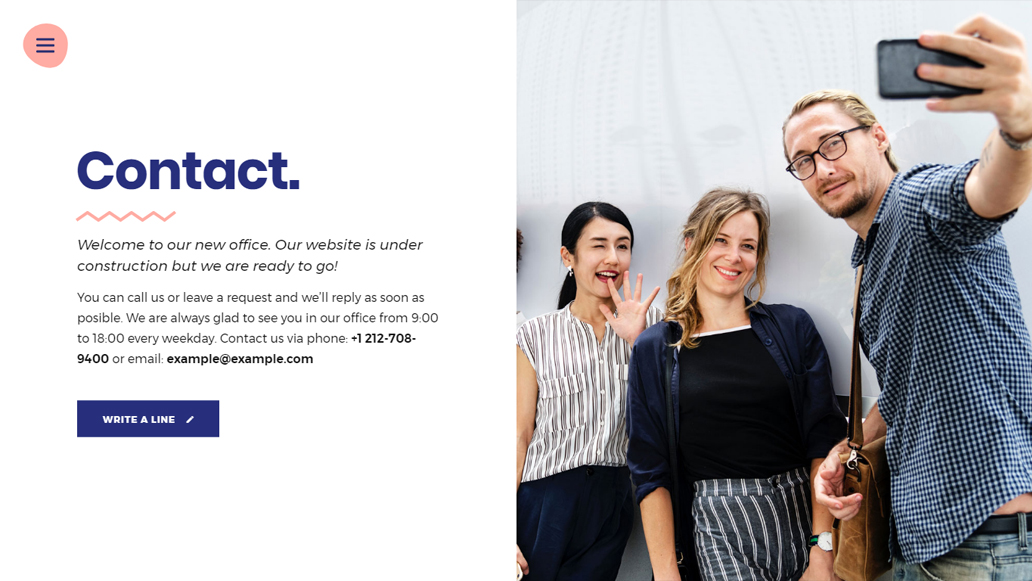 Contact.
Welcome to our new office. Our website is under
construction but we are ready to go!
You can call us or leave a request and we’ll reply as soon as
posible. We are always glad to see you in our office from 9:00
to 18:00 every weekday. Contact us via phone: +1 212-708-
9400 or email: example@example.com
WRITE A LINE